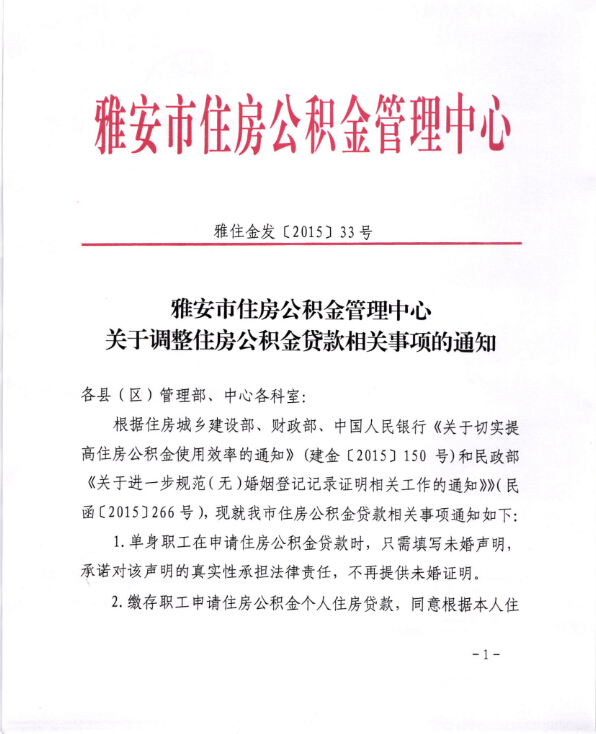 雅安市住房公积金管理中心
雅住金发〔2015〕33号
雅安市住房公积金管理中心
关于调整住房公积金贷款相关事项的通知
各县（区）管理部、中心各科室：
根据住房城乡建设部、财政部、中国人民银行《关于切实提
高住房公积金使用效率的通知》（建金〔2015〕150 号)和民政部
《关于进一步规范（无）婚姻登记记录证明相关工作的通知》》（民
函〔2015〕266号），现就我市住房公积金贷款相关事项通知如下：
1.单身职工在申请住房公积金贷款时，只需填写未婚声明，
承诺对该声明的真实性承担法律责任，不再提供未婚证明。
2.缴存职工申请住房公积金个人住房贷款，同意根据本人住
-1-